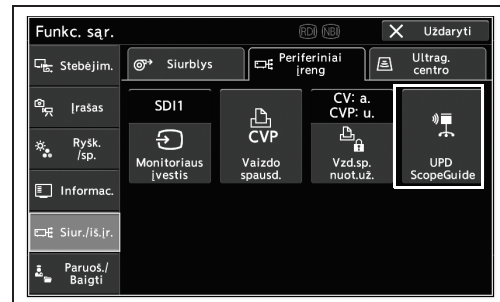 Funkc. sąr.
RDI NBI
Uždaryti
Stebėjim.
Įrašas
Ryšk.
/sp.
Informac.
Siur./iš.įr.
Paruoš./
Baigti
Siurblys
Periferiniai
įreng
Ultrag.
centro
SDI1
Monitoriaus
įvestis
CVP
Vaizdo
spausd.
CV: a.
CVP: u.
Vzd.sp.
nuot.už.
UPD
ScopeGuide